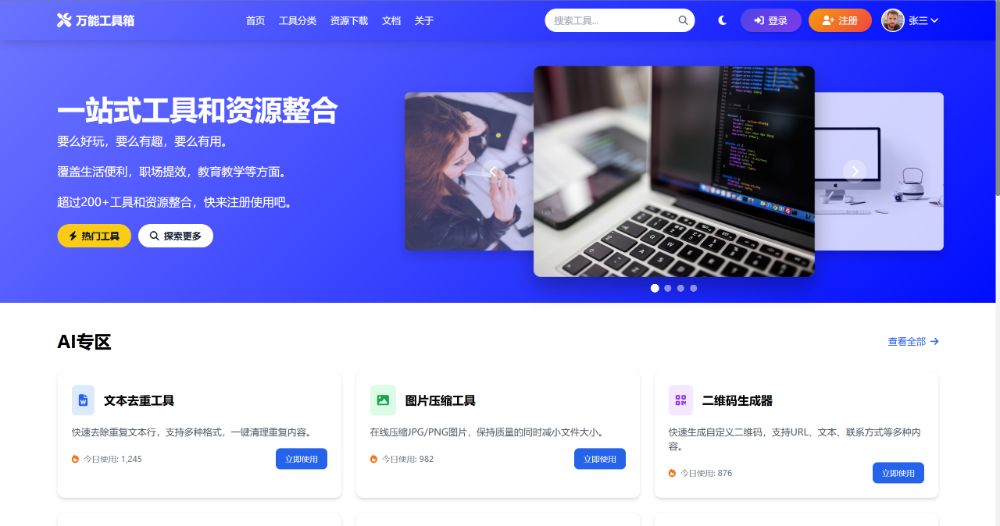 万能工具箱
首页 工具分类 资源下载 文档 关于
搜索工具...
登录
注册
张三
一站式工具和资源整合
要么好玩，要么有趣，要么有用。
覆盖生活便利，职场提效，教育教学等方面。
超过200+工具和资源整合，快来注册使用吧。
热门工具
探索更多
AI专区
查看全部
文本去重工具
快速去除重复文本行，支持多种格式，一键清理重复内容。
今日使用: 1,245
立即使用
图片压缩工具
在线压缩JPG/PNG图片，保持质量的同时减小文件大小。
今日使用: 982
立即使用
二维码生成器
快速生成自定义二维码，支持URL、文本、联系方式等多种内
容。
今日使用: 876
立即使用